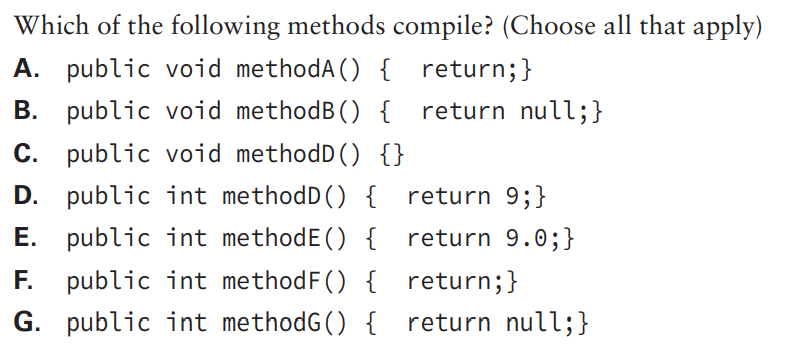 Which of the following methods compile? (Choose all that apply)
A. public void methodA() { return;}
B. public void methodB() { return null;}
C. public void methodD() {}
D. public int methodD() { return 9;}
E. public int methodE() { return 9.0;}
F. public int methodF() { return;}
G. public int methodG() { return null;}